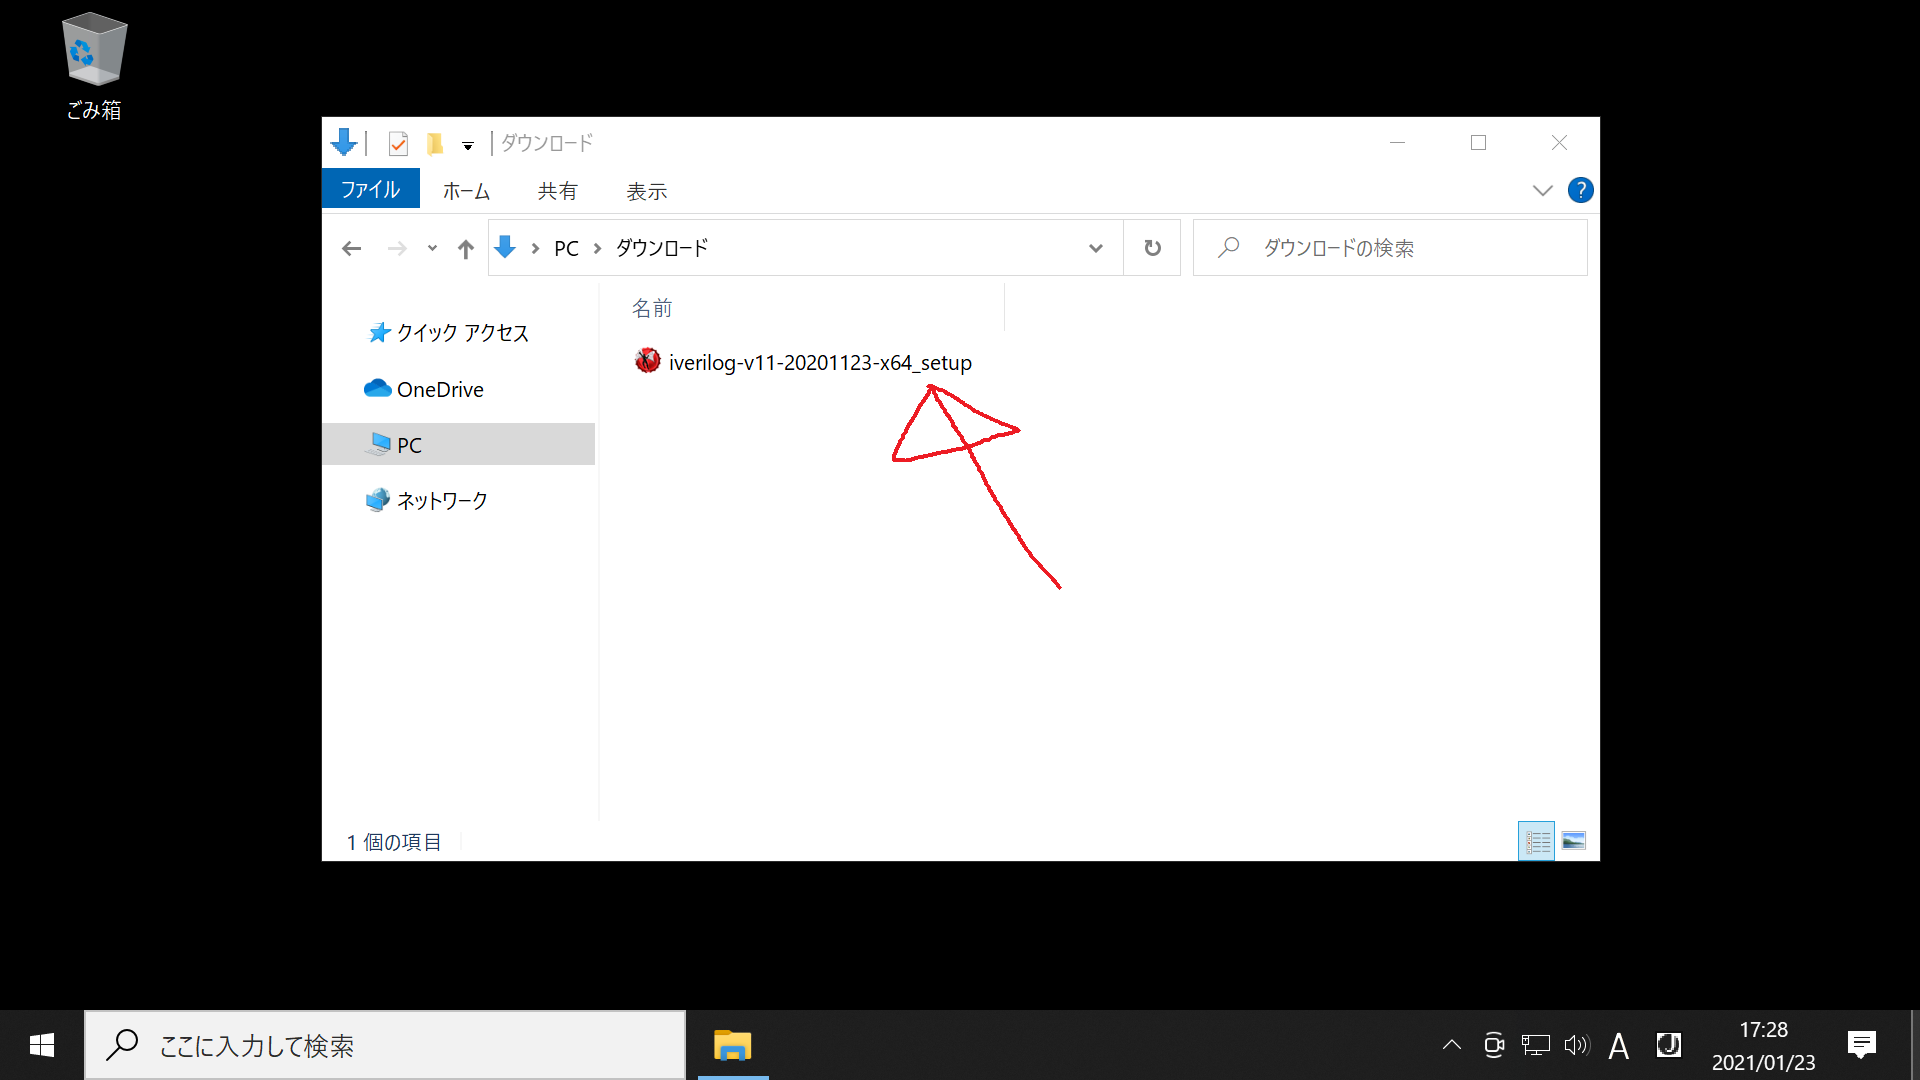 ごみ箱
ダウンロード
ファイル ホーム 共有 表示
PC ダウンロード
ダウンロードの検索
名前
クイック アクセス
iverilog-v11-20201123-x64_setup
OneDrive
PC
ネットワーク
1 個の項目
ここに入力して検索
A
17:28
2021/01/23